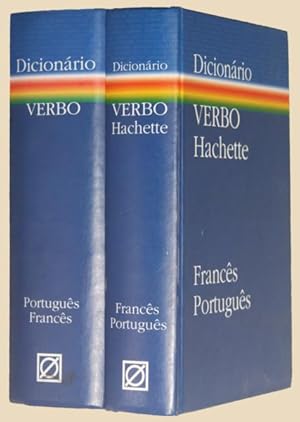 Dicionário
VERBO
Português
Francês
Dicionário
VERBO
Hachette
Francês
Português
Dicionário
VERBO
Hachette
Francês
Português